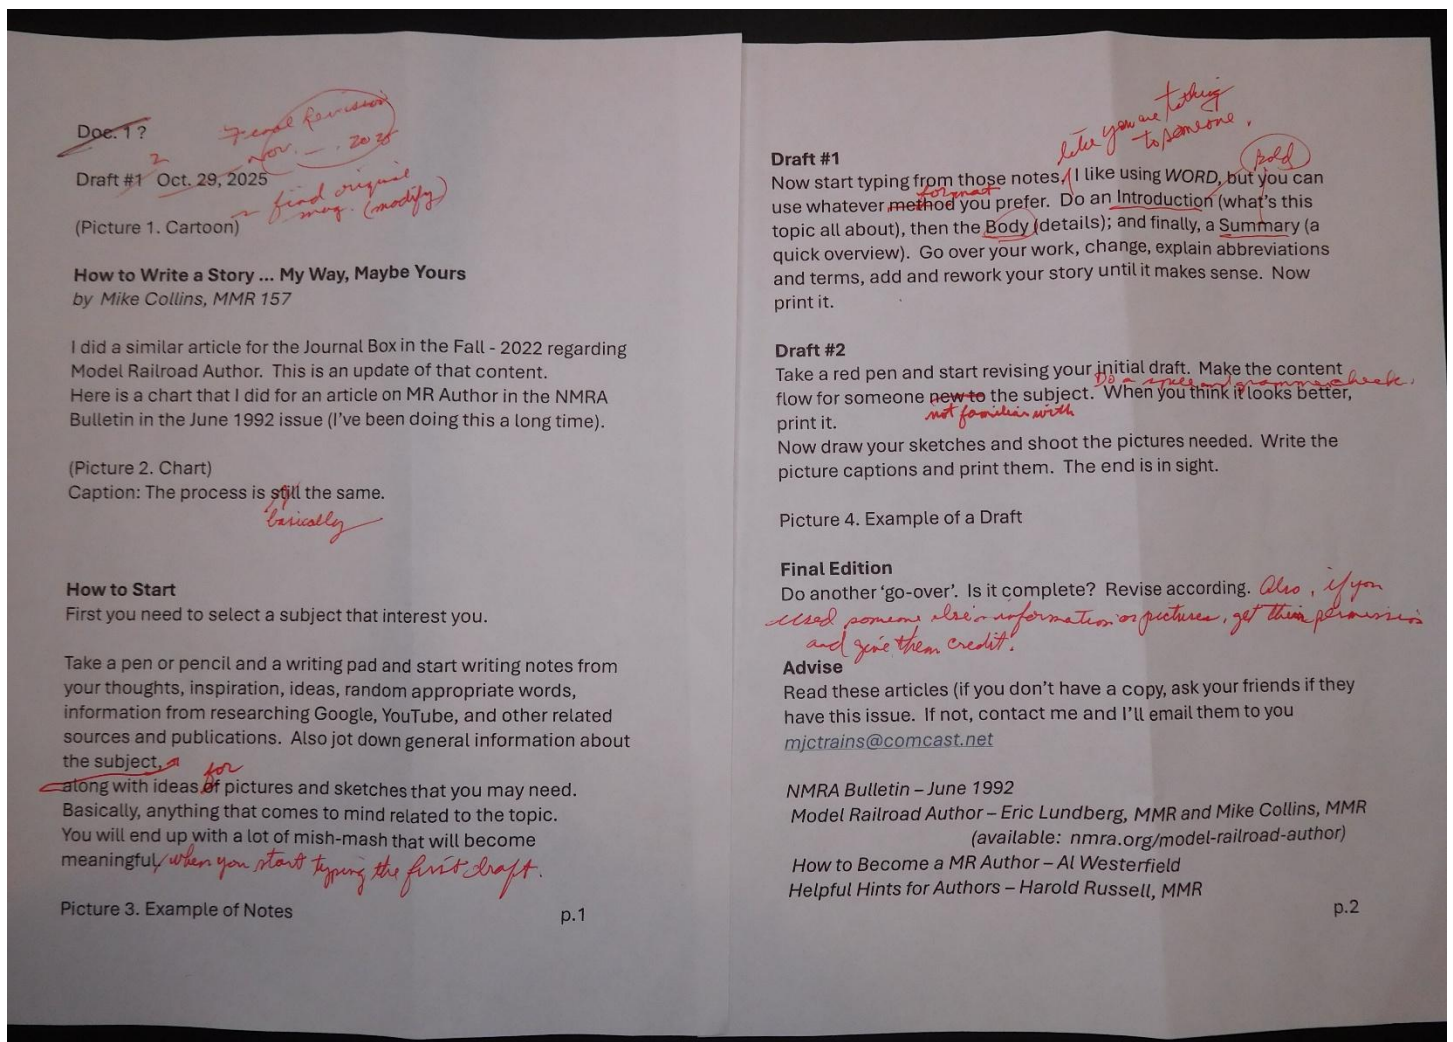 Doc. 1 ?
Final Revision
Nov. __. 2025
2
Draft #1 Oct. 29, 2025
~ find original
mag. (modify)
(Picture 1. Cartoon)
How to Write a Story ... My Way, Maybe Yours
by Mike Collins, MMR 157
I did a similar article for the Journal Box in the Fall - 2022 regarding
Model Railroad Author. This is an update of that content.
Here is a chart that I did for an article on MR Author in the NMRA
Bulletin in the June 1992 issue (I've been doing this a long time).
(Picture 2. Chart)
Caption: The process is still the same.
basically
How to Start
First you need to select a subject that interest you.
Take a pen or pencil and a writing pad and start writing notes from
your thoughts, inspiration, ideas, random appropriate words,
information from researching Google, YouTube, and other related
sources and publications. Also jot down general information about
the subject,
for
along with ideas of pictures and sketches that you may need.
Basically, anything that comes to mind related to the topic.
You will end up with a lot of mish-mash that will become
meaningful, when you start typing the first draft.
Picture 3. Example of Notes
p.1
like you are talking
to someone.
Bold
Draft #1
Now start typing from those notes, I like using WORD, but you can
format
use whatever method you prefer. Do an Introduction (what's this
topic all about), then the Body (details); and finally, a Summary (a
quick overview). Go over your work, change, explain abbreviations
and terms, add and rework your story until it makes sense. Now
print it.
Draft #2
Take a red pen and start revising your initial draft. Make the content
Do a spell and grammer check.
flow for someone new to the subject. When you think it looks better,
not familiar with
print it.
Now draw your sketches and shoot the pictures needed. Write the
picture captions and print them. The end is in sight.
Picture 4. Example of a Draft
Final Edition
Do another 'go-over'. Is it complete? Revise according. Also, if you
used someone else's information or pictures, get their permission
and give them credit!
Advise
Read these articles (if you don't have a copy, ask your friends if they
have this issue. If not, contact me and I'll email them to you
mjctrains@comcast.net
NMRA Bulletin – June 1992
Model Railroad Author – Eric Lundberg, MMR and Mike Collins, MMR
(available: nmra.org/model-railroad-author)
How to Become a MR Author – Al Westerfield
Helpful Hints for Authors – Harold Russell, MMR
p.2